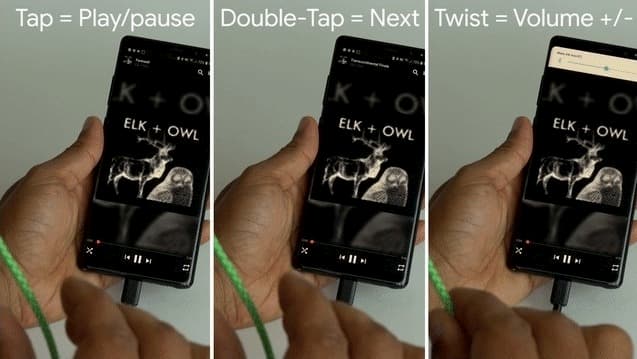 Tap = Play/pause
Double-Tap = Next
Twist = Volume +/-
ELK + OWL
ELK + OWL
ELK + OWL